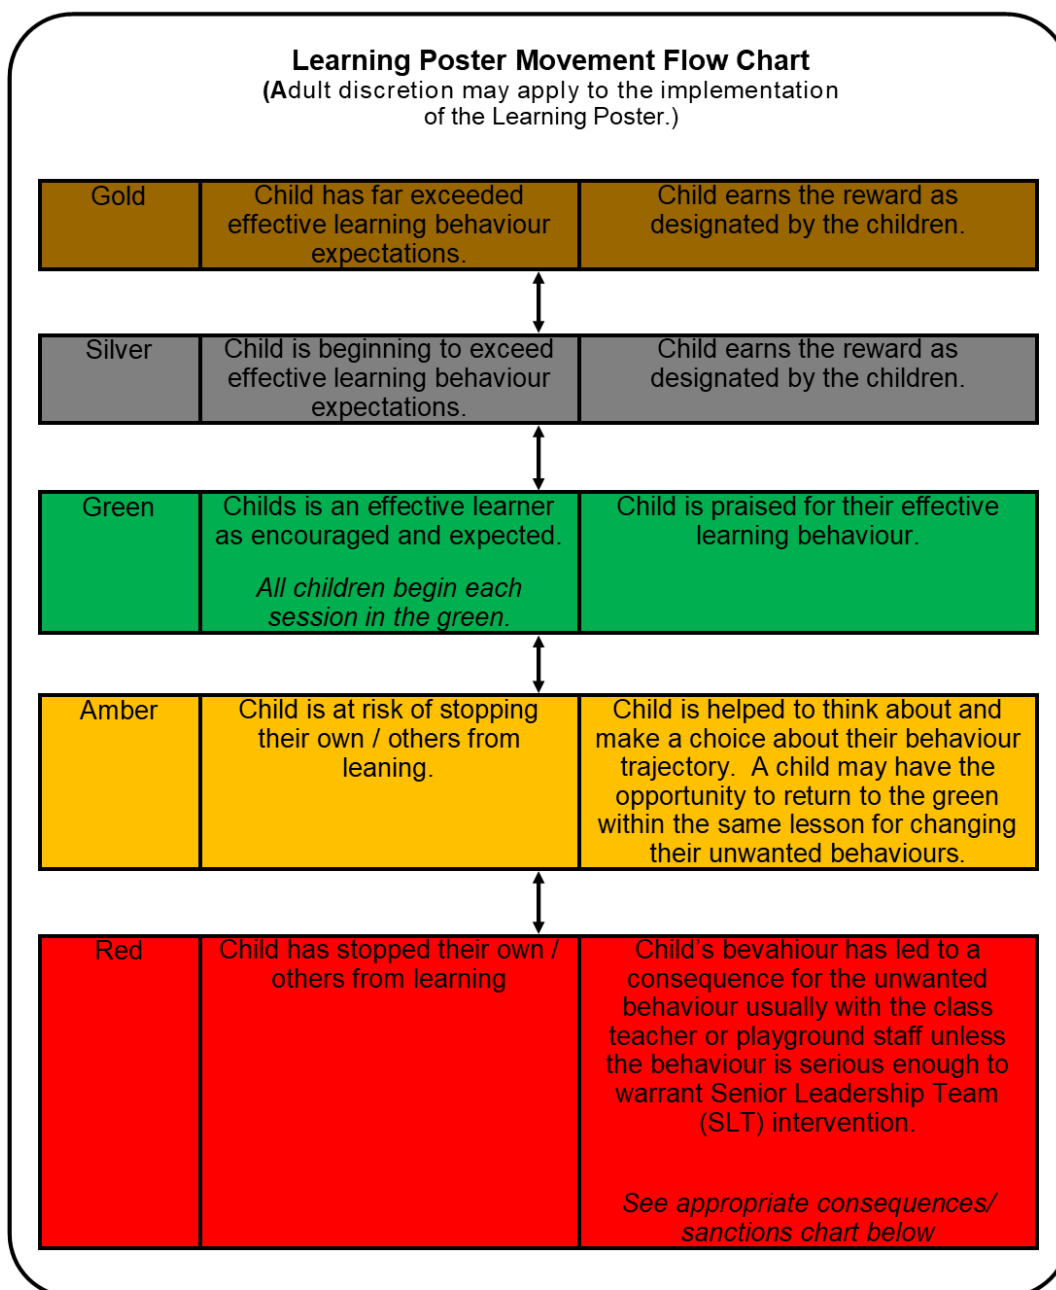 Learning Poster Movement Flow Chart
(Adult discretion may apply to the implementation
of the Learning Poster.)
Gold
Child has far exceeded
effective learning behaviour
expectations.
Child earns the reward as
designated by the children.
Silver
Child is beginning to exceed
effective learning behaviour
expectations.
Child earns the reward as
designated by the children.
Green
Childs is an effective learner
as encouraged and expected.
All children begin each
session in the green.
Child is praised for their effective
learning behaviour.
Amber
Child is at risk of stopping
their own / others from
leaning.
Child is helped to think about and
make a choice about their behaviour
trajectory.  A child may have the
opportunity to return to the green
within the same lesson for changing
their unwanted behaviours.
Red
Child has stopped their own /
others from learning
Child's bevahiour has led to a
consequence for the unwanted
behaviour usually with the class
teacher or playground staff unless
the behaviour is serious enough to
warrant Senior Leadership Team
(SLT) intervention.
See appropriate consequences/
sanctions chart below